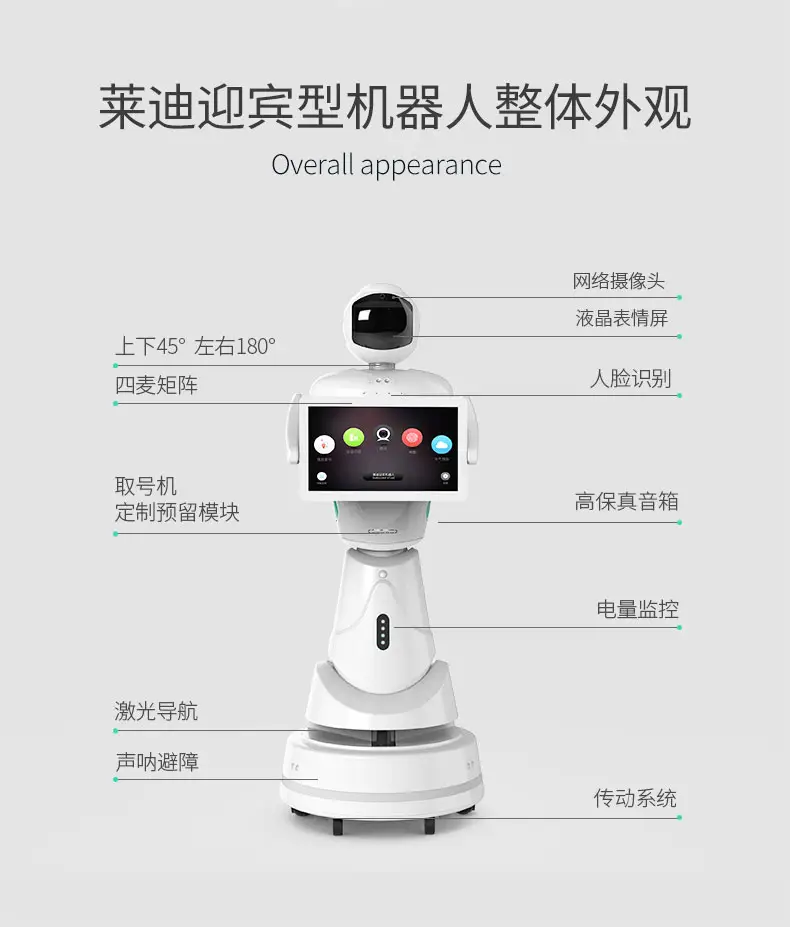 莱迪迎宾型机器人整体外观
Overall appearance
网络摄像头
液晶表情屏
上下45° 左右180°
人脸识别
四麦矩阵
取号机
定制预留模块
高保真音箱
电量监控
激光导航
声呐避障
传动系统